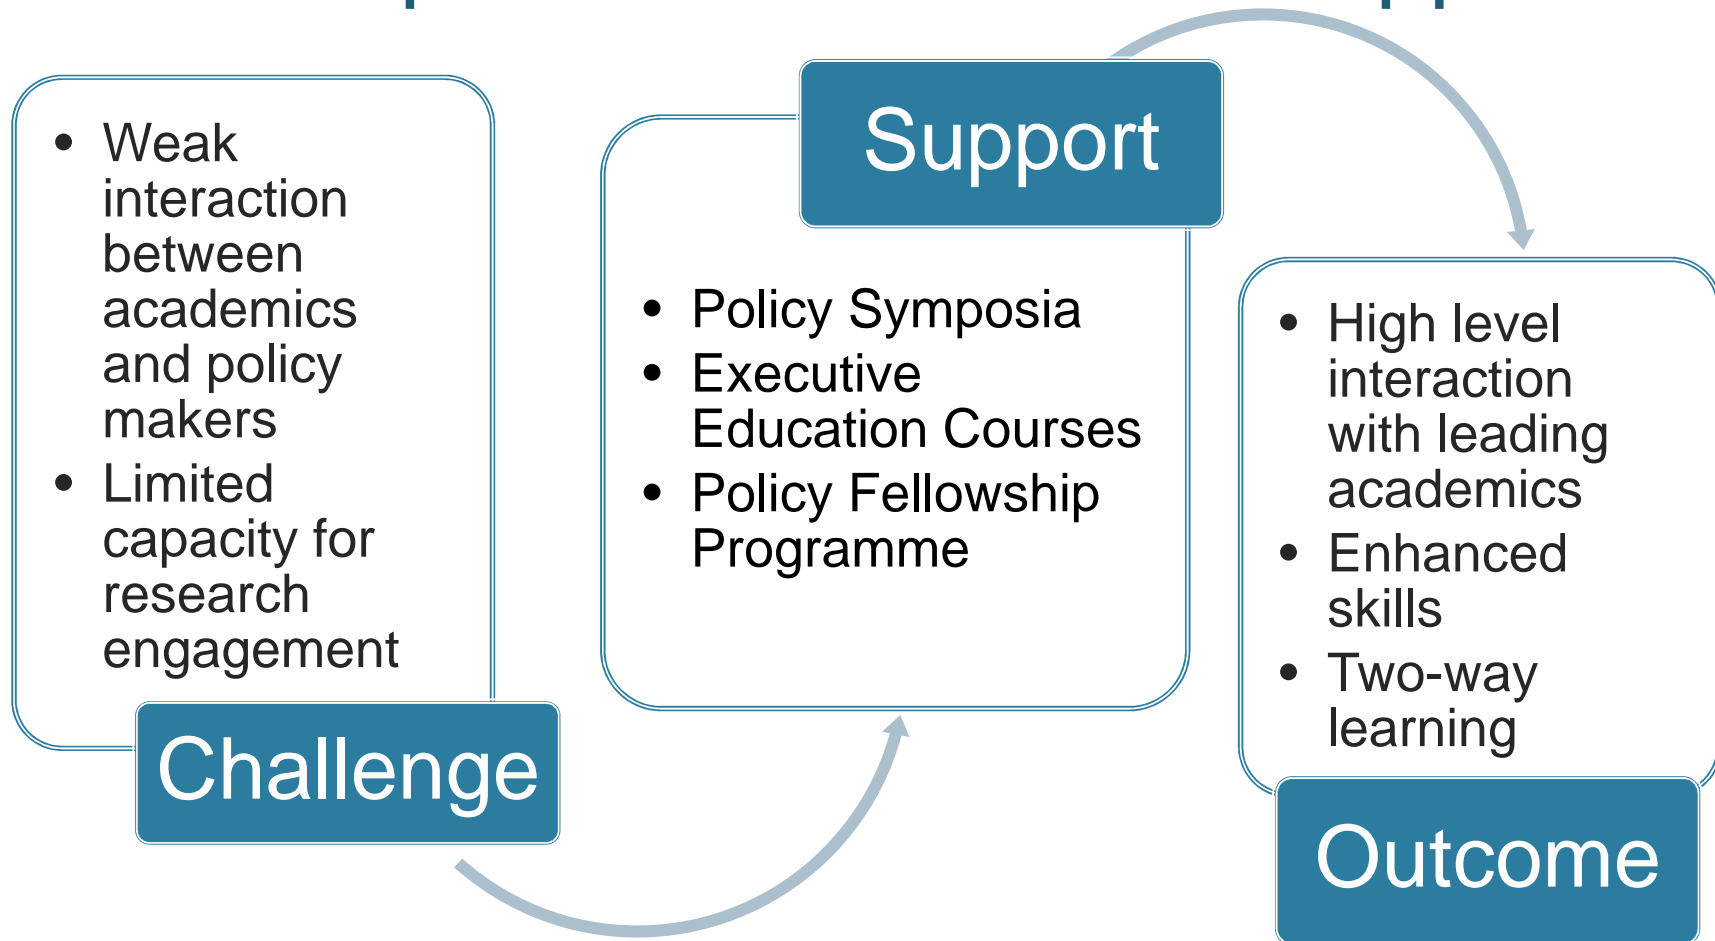 • Weak
interaction
between
academics
and policy
makers
• Limited
capacity for
research
engagement
Challenge
Support
• Policy Symposia
• Executive
Education Courses
• Policy Fellowship
Programme
• High level
interaction
with leading
academics
• Enhanced
skills
• Two-way
learning
Outcome